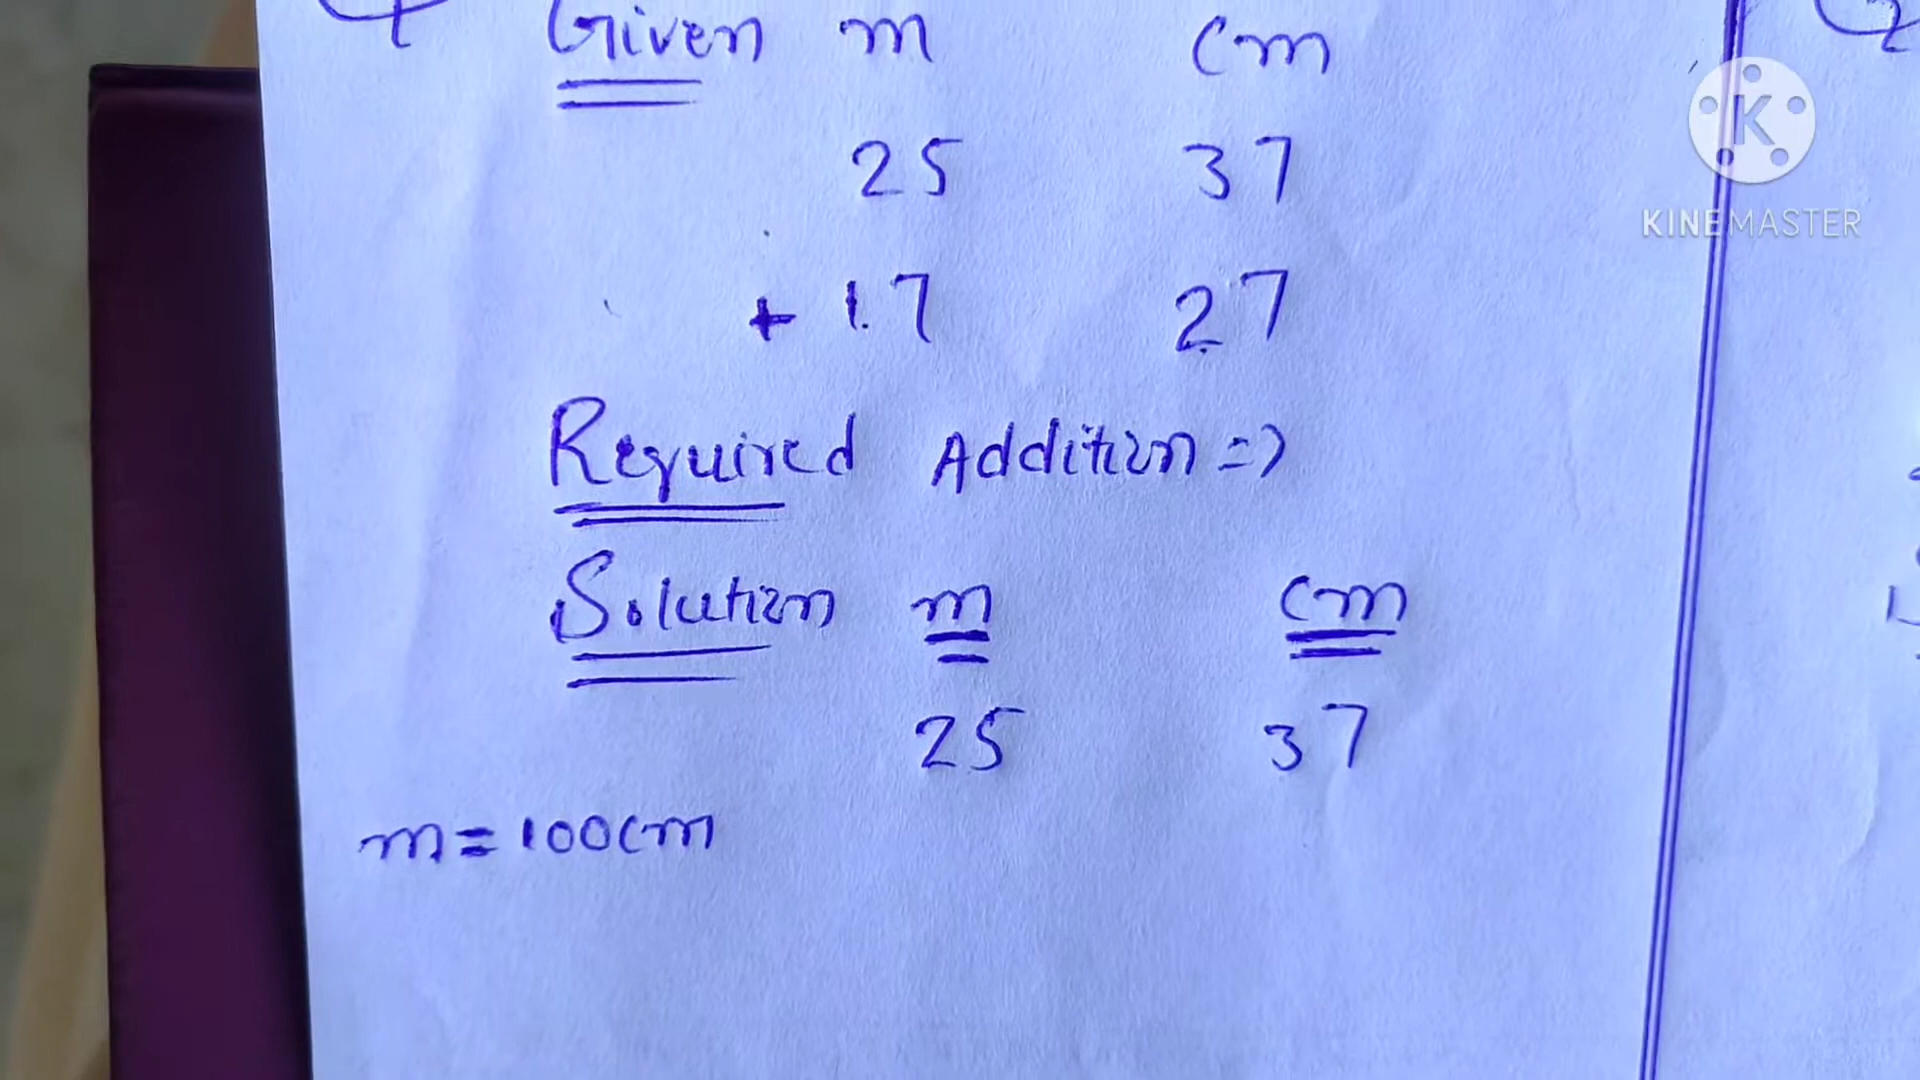 Given m cm
25 37
+ 17 27
Required Addition =>
Solution m cm
25 37
m = 100cm
K
KINEMASTER